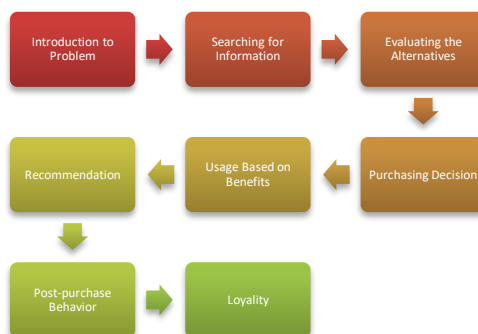 Introduction to
Problem
Searching for
Information
Evaluating the
Alternatives
Purchasing Decision
Usage Based on
Benefits
Recommendation
Post-purchase
Behavior
Loyality